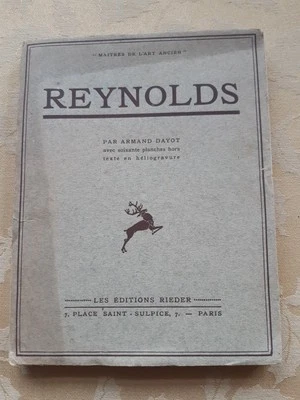 "MAITRES DE L'ART ANCIEN"
REYNOLDS
PAR ARMAND DAYOT
avec soixante planches hors
texte en héliogravure
LES ÉDITIONS RIEDER
7, PLACE SAINT-SULPICE, 7. — PARIS